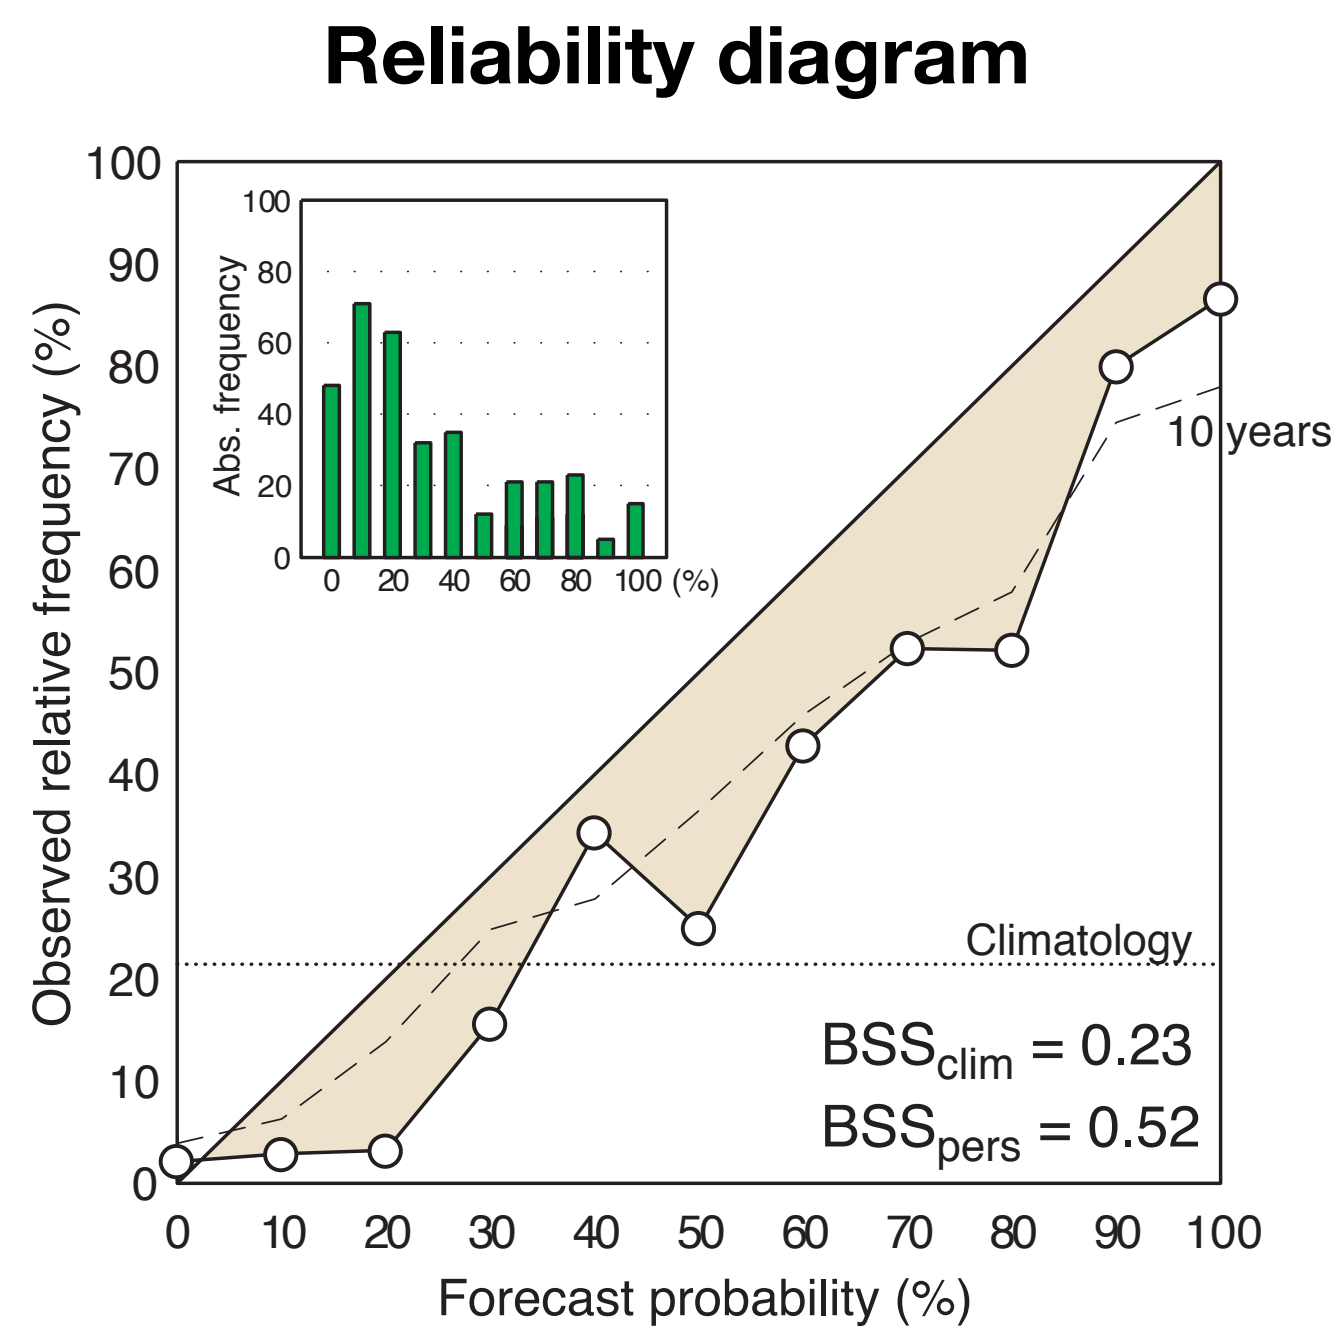 Reliability diagram
100
90
80
70
60
50
40
30
20
10
0
Observed relative frequency (%)
100
80
60
40
20
0
Abs. frequency
0 20 40 60 80 100 (%)
10 years
Climatology
BSSclim = 0.23
BSSpers = 0.52
0 10 20 30 40 50 60 70 80 90 100
Forecast probability (%)